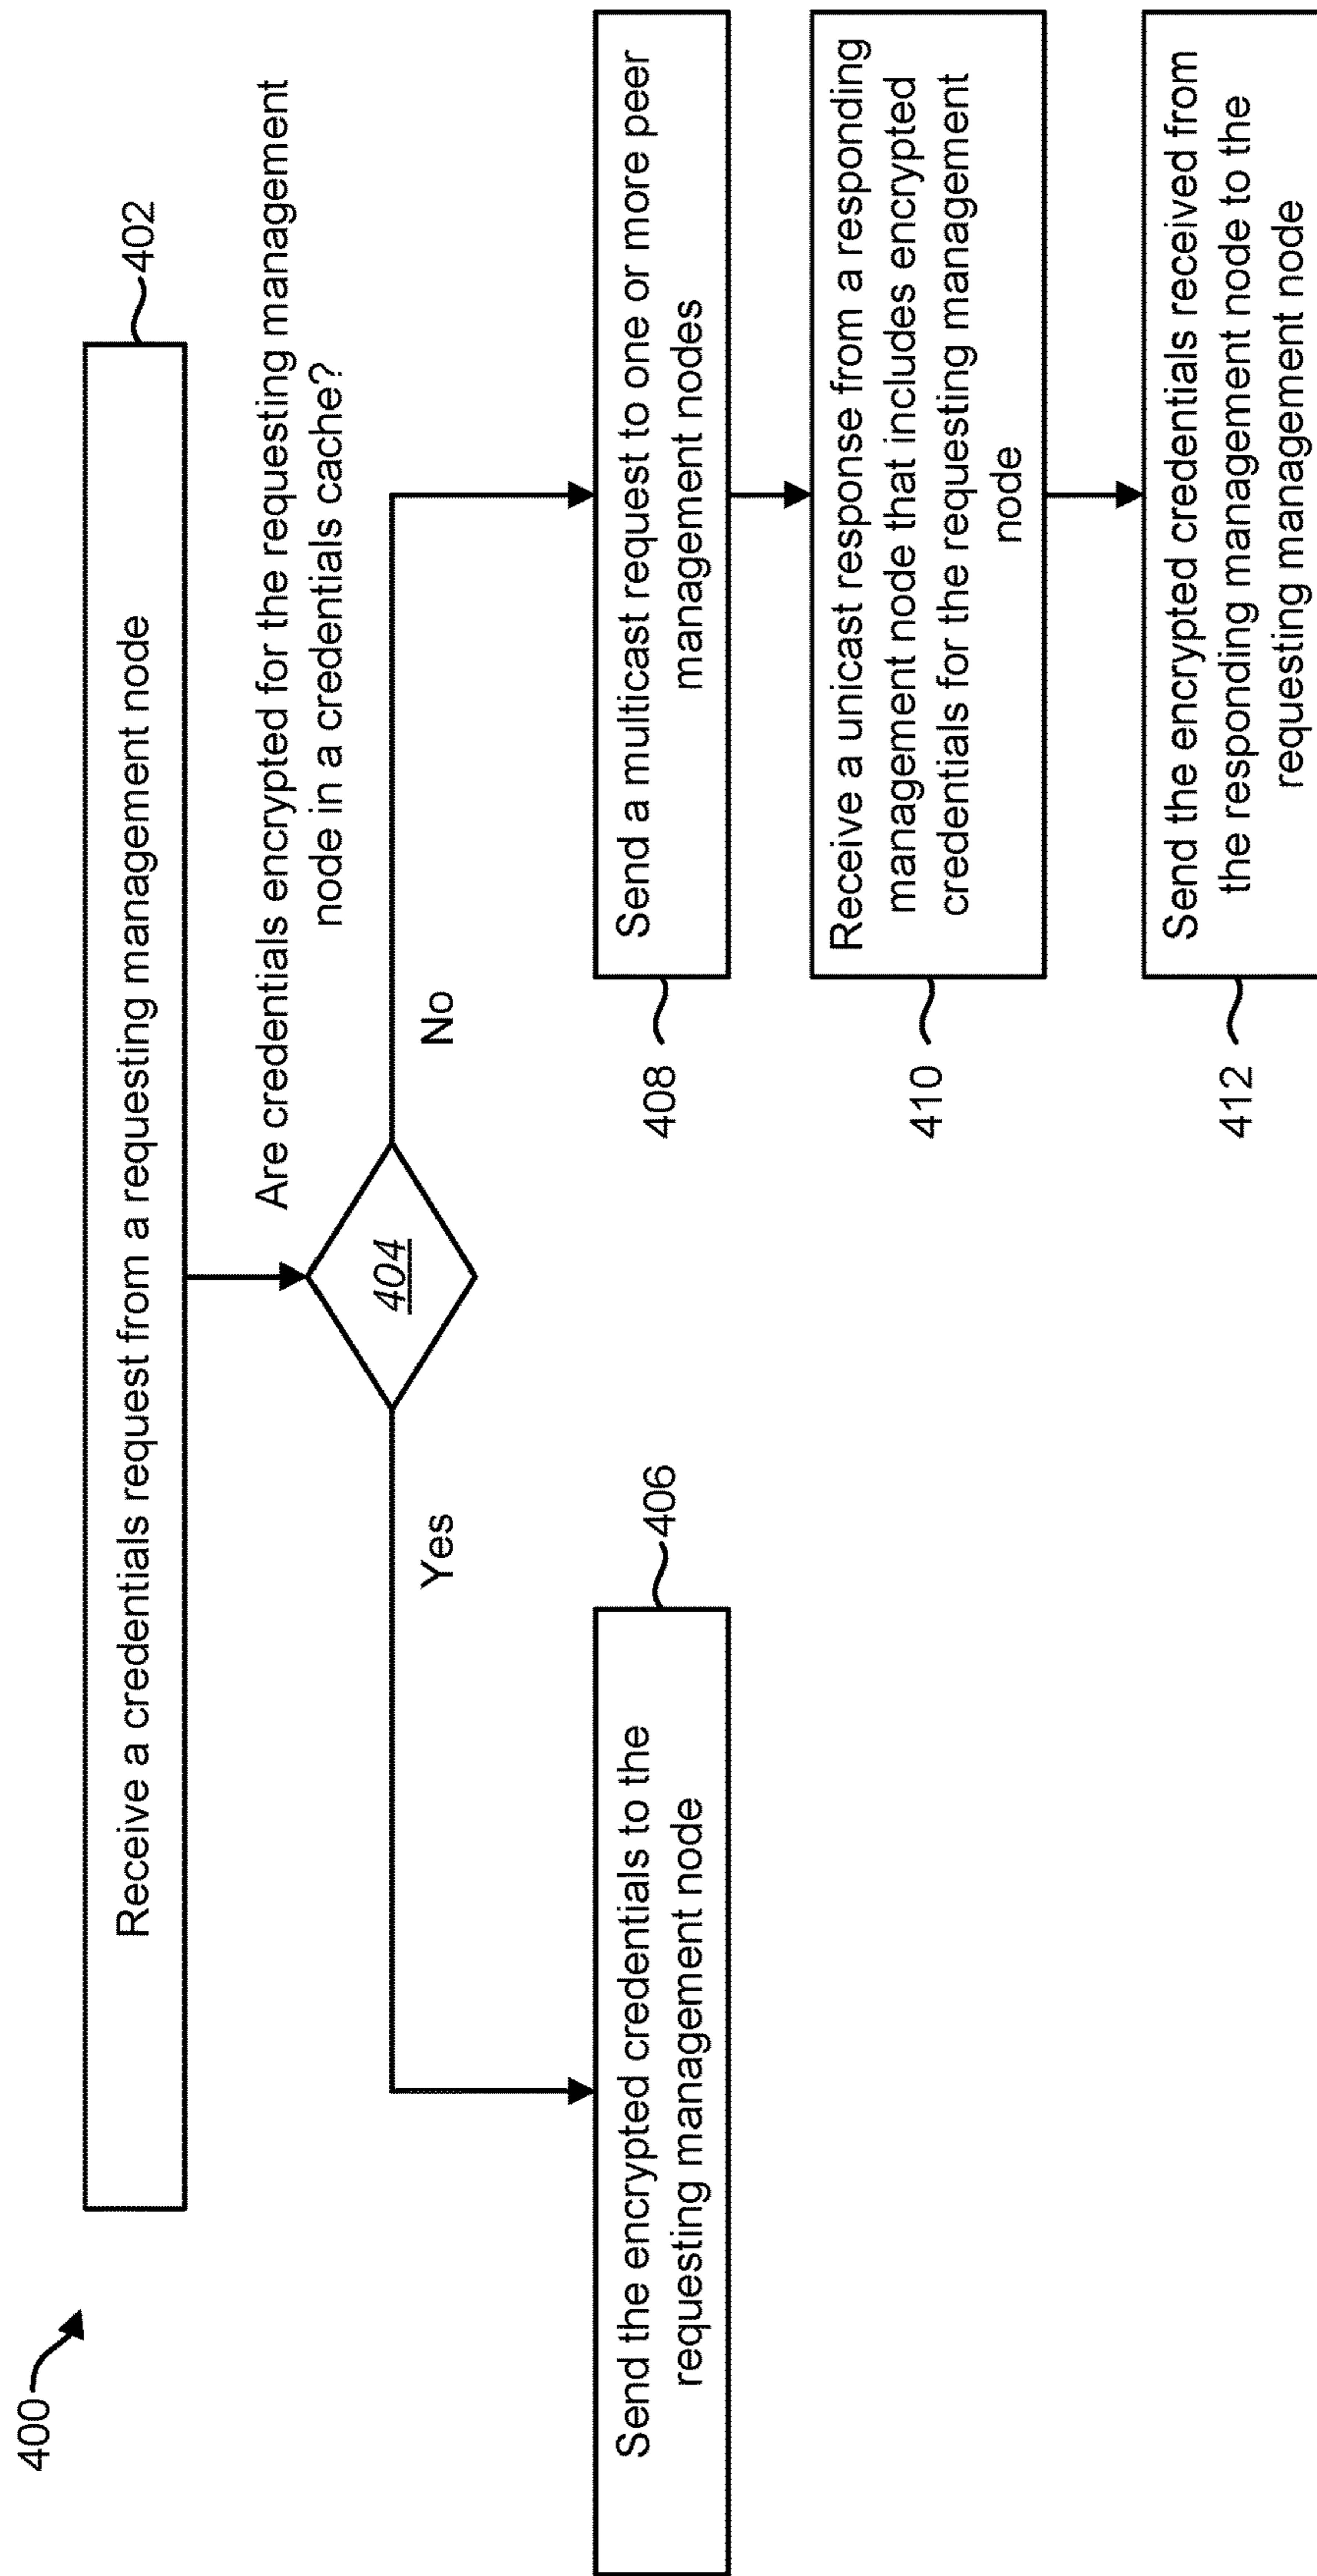 400
402
Receive a credentials request from a requesting management node
Are credentials encrypted for the requesting management
node in a credentials cache?
404
Yes
No
406
Send the encrypted credentials to the
requesting management node
408
Send a multicast request to one or more peer
management nodes
410
Receive a unicast response from a responding
management node that includes encrypted
credentials for the requesting management
node
412
Send the encrypted credentials received from
the responding management node to the
requesting management node